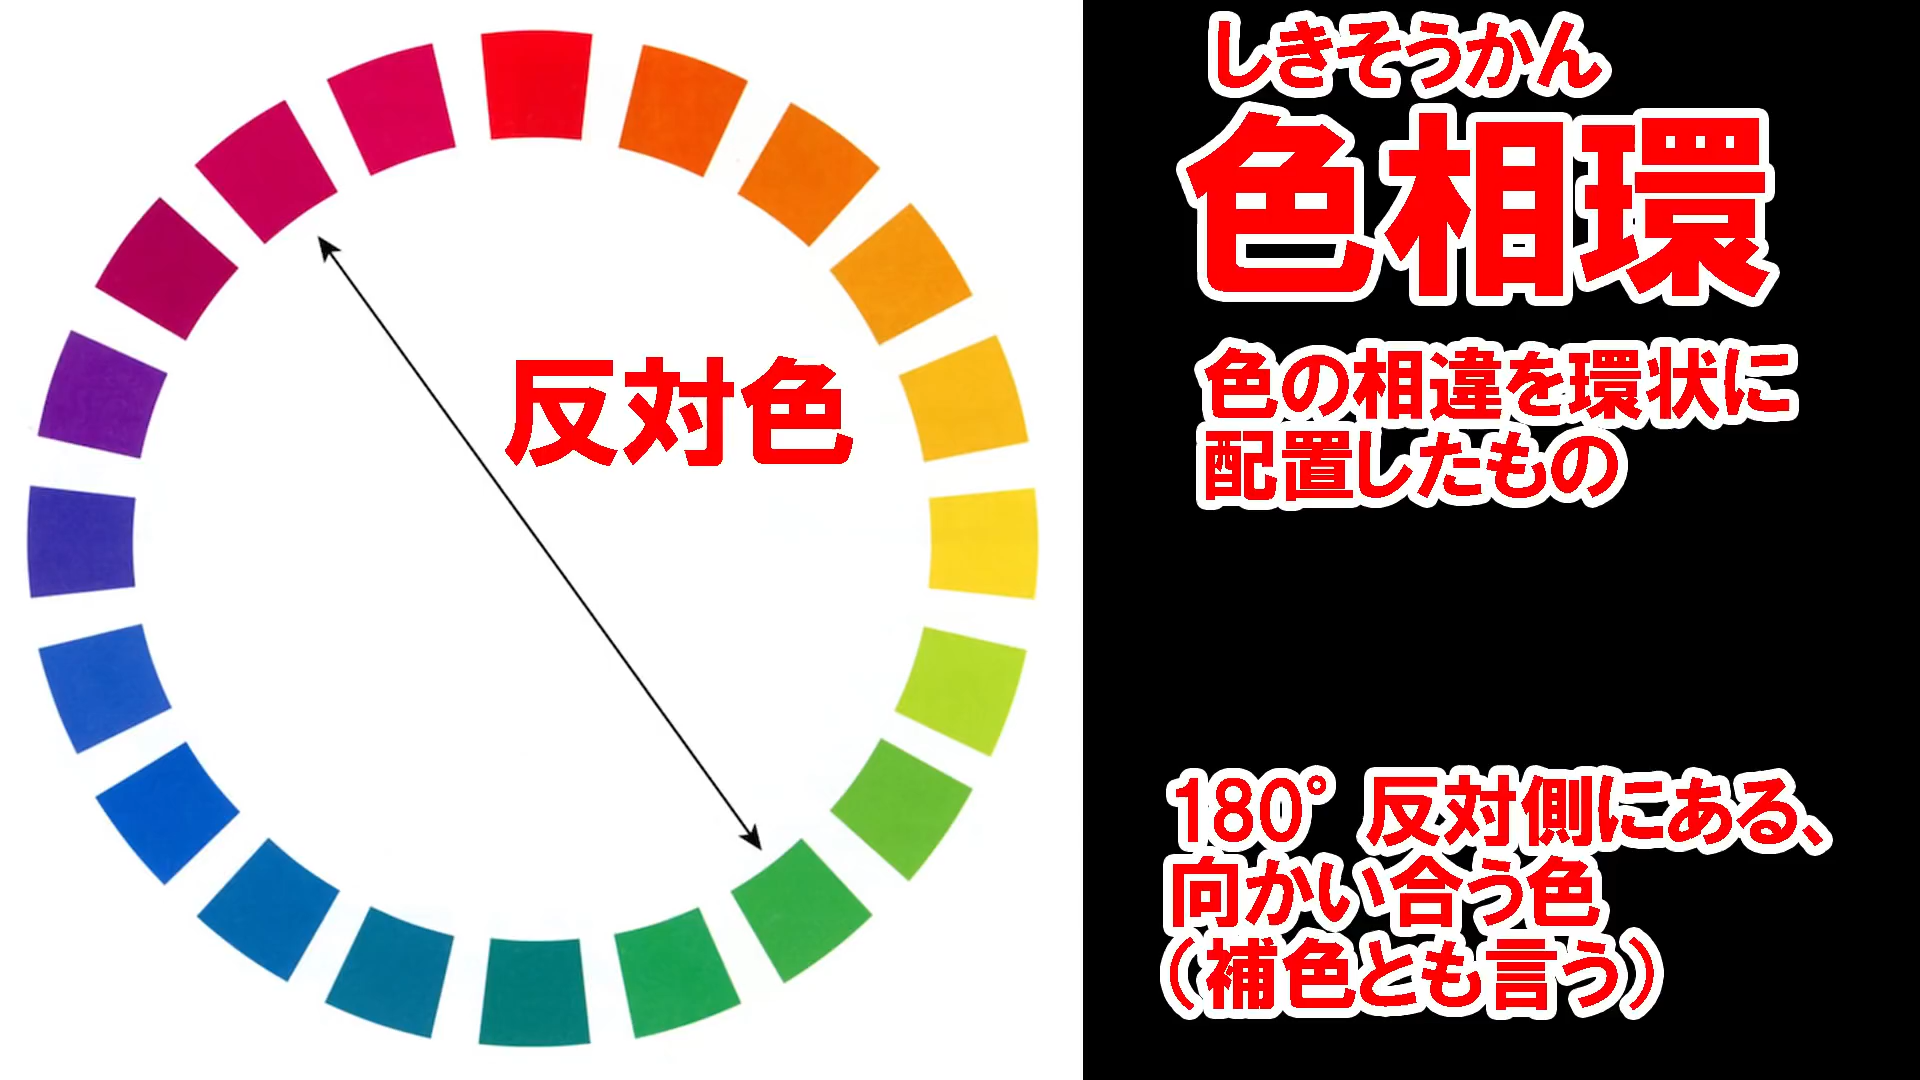 しきそうかん
色相環
色の相違を環状に
配置したもの
反対色
180°反対側にある、
向かい合う色
（補色とも言う）